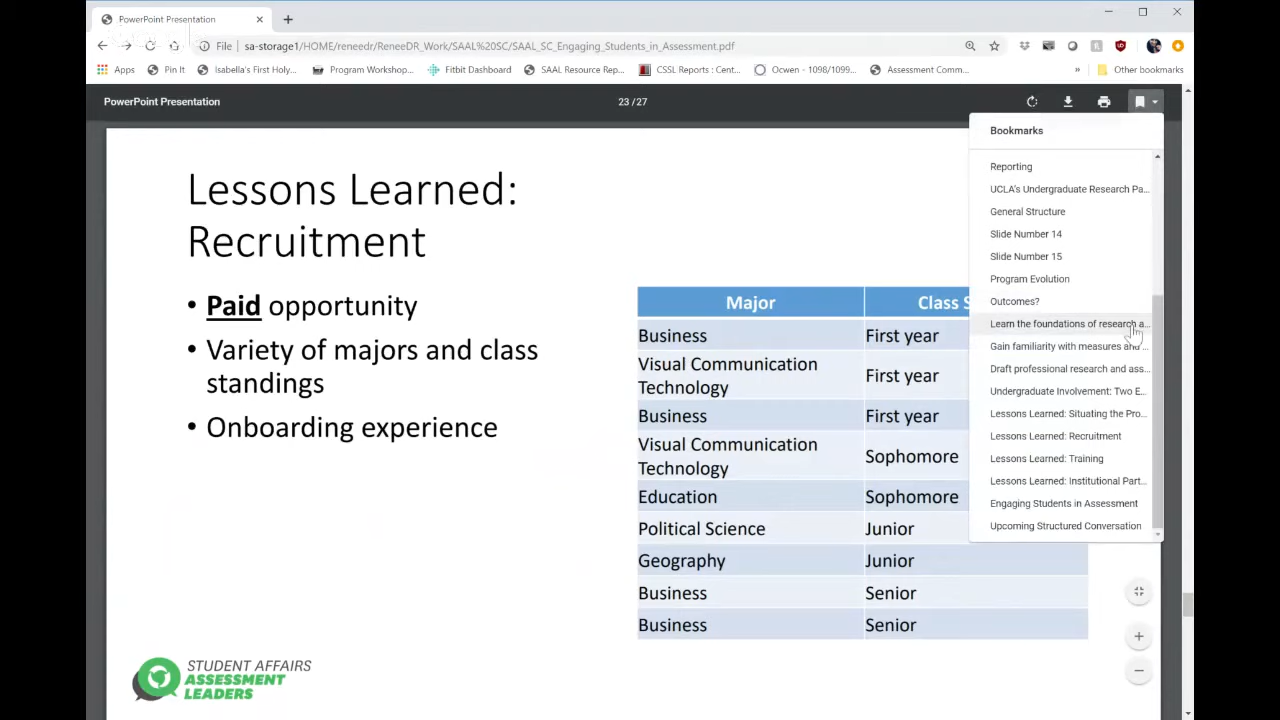 PowerPoint Presentation
File
sa-storage1/HOME/reneedr/ReneeDR_Work/SAAL%20SC/SAAL_SC_Engaging_Students_in_Assessment.pdf
Apps
Pin It
Isabella's First Holy...
Program Workshop...
Fitbit Dashboard
SAAL Resource Rep...
CSSL Reports : Cent...
Ocwen - 1098/1099...
Assessment Comm...
»
Other bookmarks
PowerPoint Presentation
23 / 27
Lessons Learned:
Recruitment
• Paid opportunity
• Variety of majors and class
standings
• Onboarding experience
Major
Class S
Business
First year
Visual Communication
Technology
First year
Business
First year
Visual Communication
Technology
Sophomore
Education
Sophomore
Political Science
Junior
Geography
Junior
Business
Senior
Business
Senior
Bookmarks
Reporting
UCLA's Undergraduate Research Pa...
General Structure
Slide Number 14
Slide Number 15
Program Evolution
Outcomes?
Learn the foundations of research a...
Gain familiarity with measures and ...
Draft professional research and ass...
Undergraduate Involvement: Two E...
Lessons Learned: Situating the Pro...
Lessons Learned: Recruitment
Lessons Learned: Training
Lessons Learned: Institutional Part...
Engaging Students in Assessment
Upcoming Structured Conversation
STUDENT AFFAIRS
ASSESSMENT
LEADERS